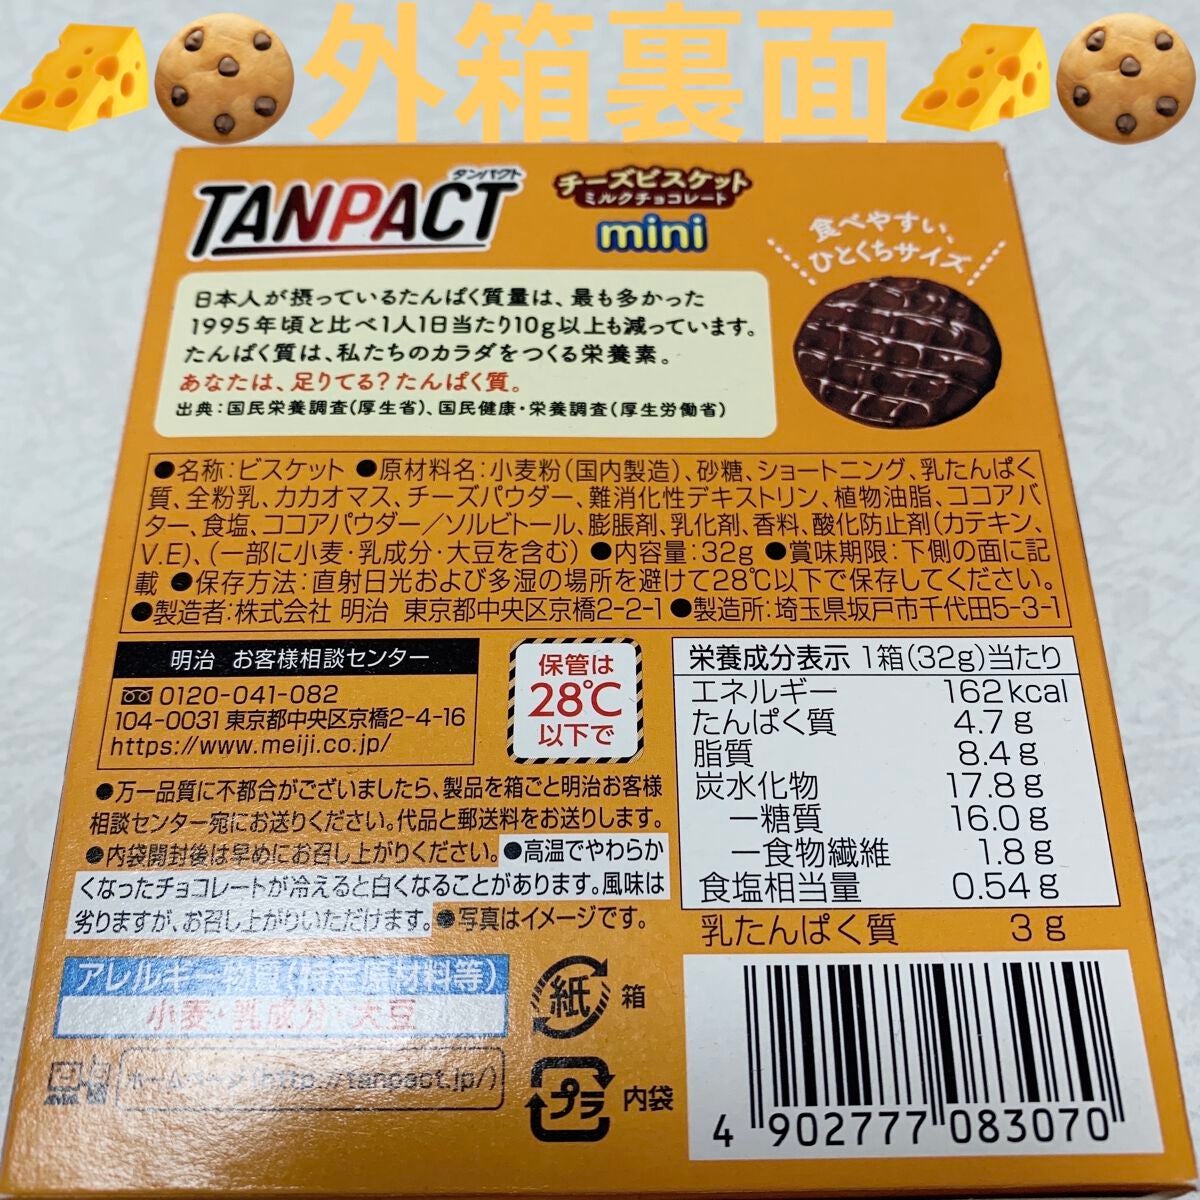 外箱裏面
タンパクト
TANPACT
チーズビスケット
ミルクチョコレート
mini
食べやすい、
ひとくちサイズ
日本人が摂っているたんぱく質量は、最も多かった
1995年頃と比べ1人1日当たり10g以上も減っています。
たんぱく質は、私たちのカラダをつくる栄養素。
あなたは、足りてる?たんぱく質。
出典:国民栄養調査(厚生省)、国民健康・栄養調査(厚生労働省)
●名称:ビスケット ●原材料名:小麦粉(国内製造)、砂糖、ショートニング、乳たんぱく
質、全粉乳、カカオマス、チーズパウダー、難消化性デキストリン、植物油脂、ココアバ
ター、食塩、ココアパウダー/ソルビトール、膨脹剤、乳化剤、香料、酸化防止剤(カテキン、
V.E)、(一部に小麦・乳成分・大豆を含む) ●内容量:32g ●賞味期限:下側の面に記
載 ●保存方法:直射日光および多湿の場所を避けて28℃以下で保存してください。
●製造者:株式会社 明治 東京都中央区京橋2-2-1 ●製造所:埼玉県坂戸市千代田5-3-1
明治 お客様相談センター
0120-041-082
104-0031 東京都中央区京橋2-4-16
https://www.meiji.co.jp/
保管は
28℃
以下で
栄養成分表示 1箱(32g)当たり
エネルギー 162kcal
たんぱく質 4.7g
脂質 8.4g
炭水化物 17.8g
―糖質 16.0g
―食物繊維 1.8g
食塩相当量 0.54g
乳たんぱく質 3g
●万一品質に不都合がございましたら、製品を箱ごと明治お客様
相談センター宛にお送りください。代品と郵送料をお送りします。
●内袋開封後は早めにお召し上がりください。●高温でやわらか
くなったチョコレートが冷えると白くなることがあります。風味は
劣りますが、お召し上がりいただけます。●写真はイメージです。
アレルギー物質(特定原材料等)
小麦・乳成分・大豆
ホームページ(http://tanpact.jp/)
紙 箱
プラ 内袋
4 902777 083070